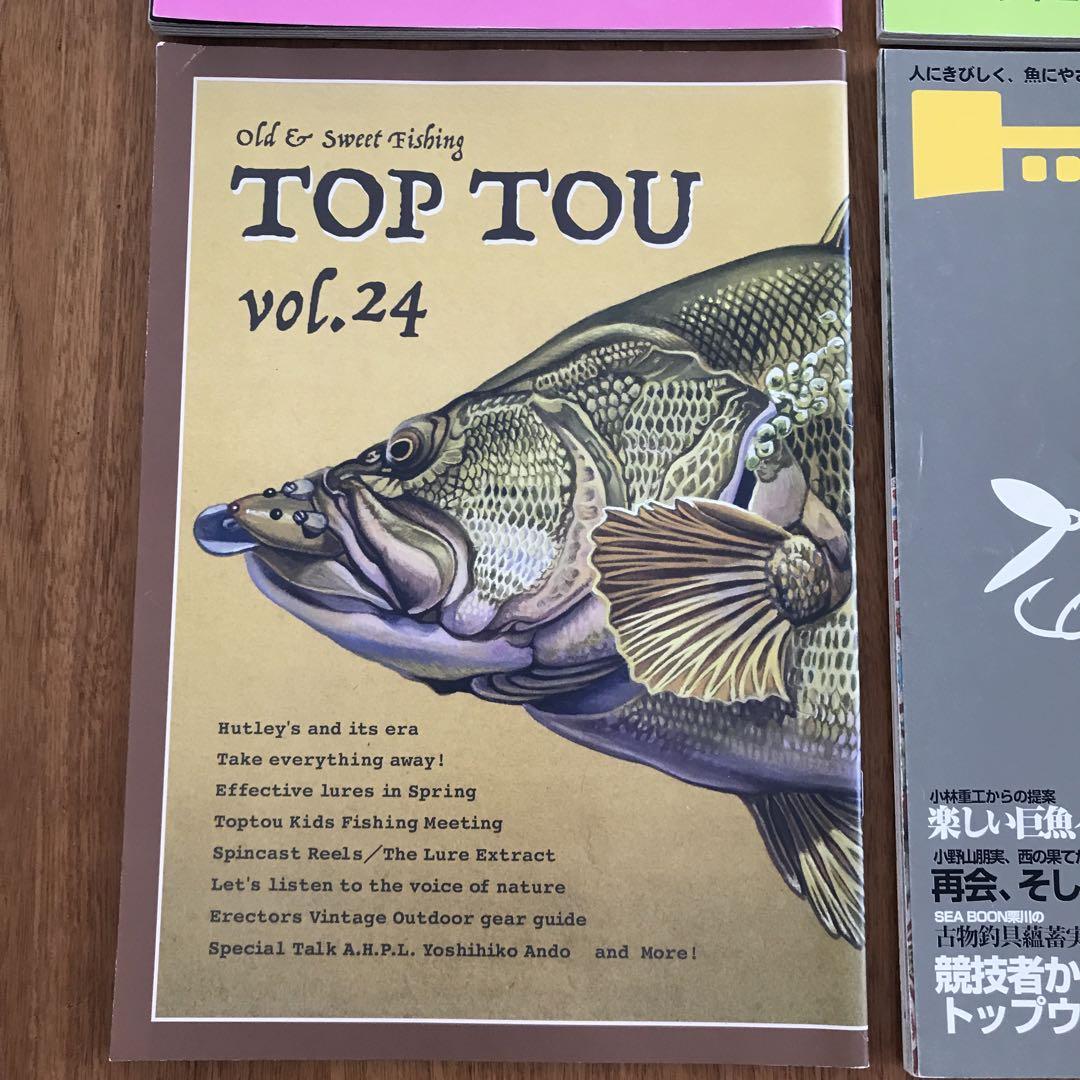 Old & Sweet Fishing
TOP TOU
vol.24
Hutley's and its era
Take everything away!
Effective lures in Spring
Toptou Kids Fishing Meeting
Spincast Reels／The Lure Extract
Let's listen to the voice of nature
Erectors Vintage Outdoor gear guide
Special Talk A.H.P.L. Yoshihiko Ando and More!
人にきびしく、魚にやさ
小林重工からの提案
楽しい巨魚
小野山朋実、西の果てた
再会、そし
SEA BOON栗川の
古物釣具蘊蓄実
競技者か
トップウ